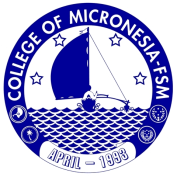 COLLEGE OF MICRONESIA-FSM
APRIL – 1993